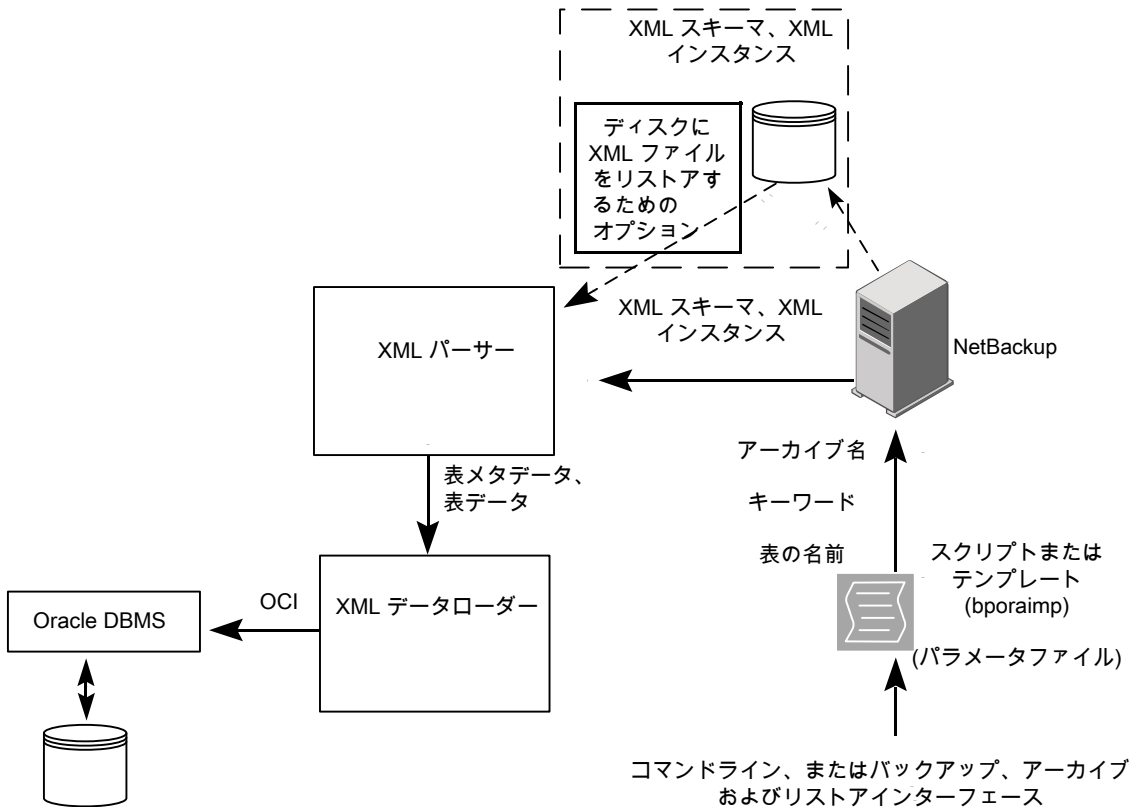 XML スキーマ、XML
インスタンス
ディスクに
XML ファイル
をリストアす
るための
オプション
XML スキーマ、XML
インスタンス
XML パーサー
NetBackup
アーカイブ名
表メタデータ、
表データ
キーワード
表の名前
スクリプトまたは
テンプレート
(bporaimp)
OCI
XML データローダー
Oracle DBMS
(パラメータファイル)
コマンドライン、またはバックアップ、アーカイブ
およびリストアインターフェース